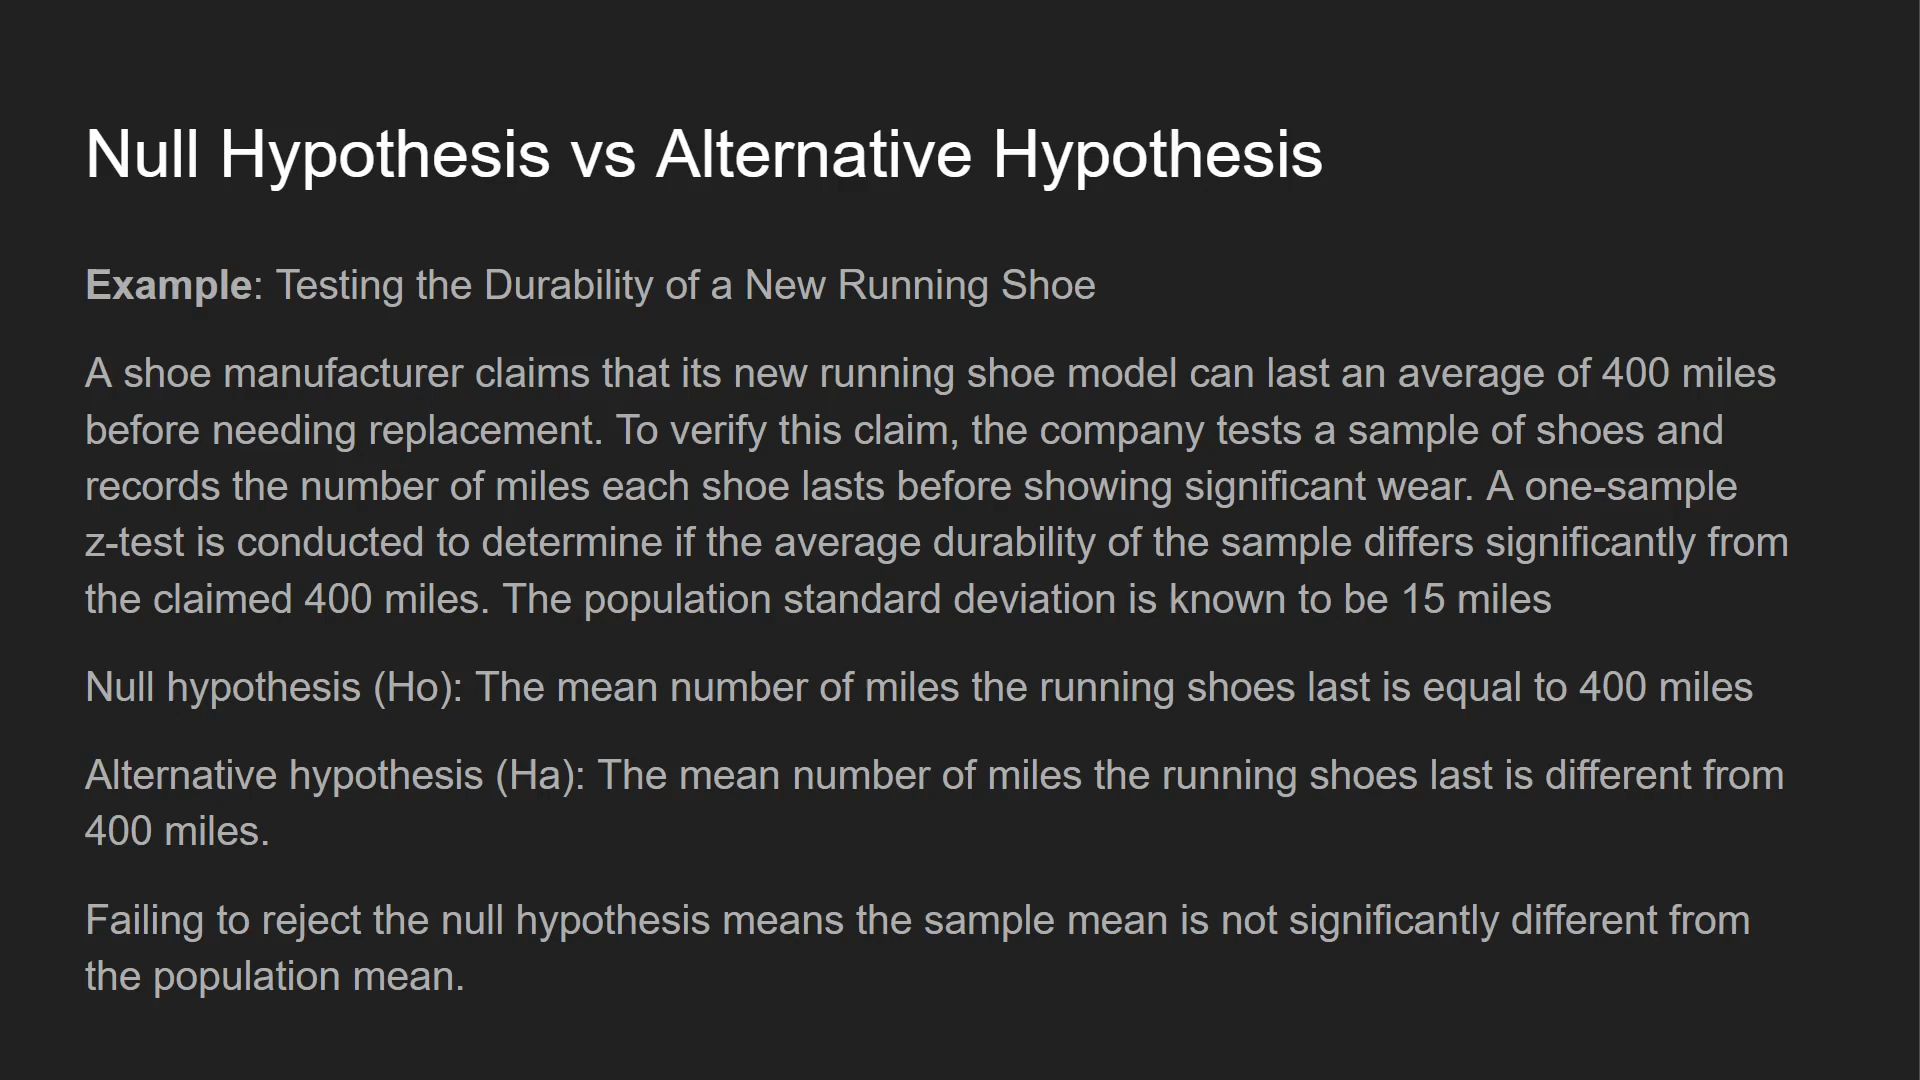 Null Hypothesis vs Alternative Hypothesis
Example: Testing the Durability of a New Running Shoe
A shoe manufacturer claims that its new running shoe model can last an average of 400 miles
before needing replacement. To verify this claim, the company tests a sample of shoes and
records the number of miles each shoe lasts before showing significant wear. A one-sample
z-test is conducted to determine if the average durability of the sample differs significantly from
the claimed 400 miles. The population standard deviation is known to be 15 miles
Null hypothesis (Ho): The mean number of miles the running shoes last is equal to 400 miles
Alternative hypothesis (Ha): The mean number of miles the running shoes last is different from
400 miles.
Failing to reject the null hypothesis means the sample mean is not significantly different from
the population mean.